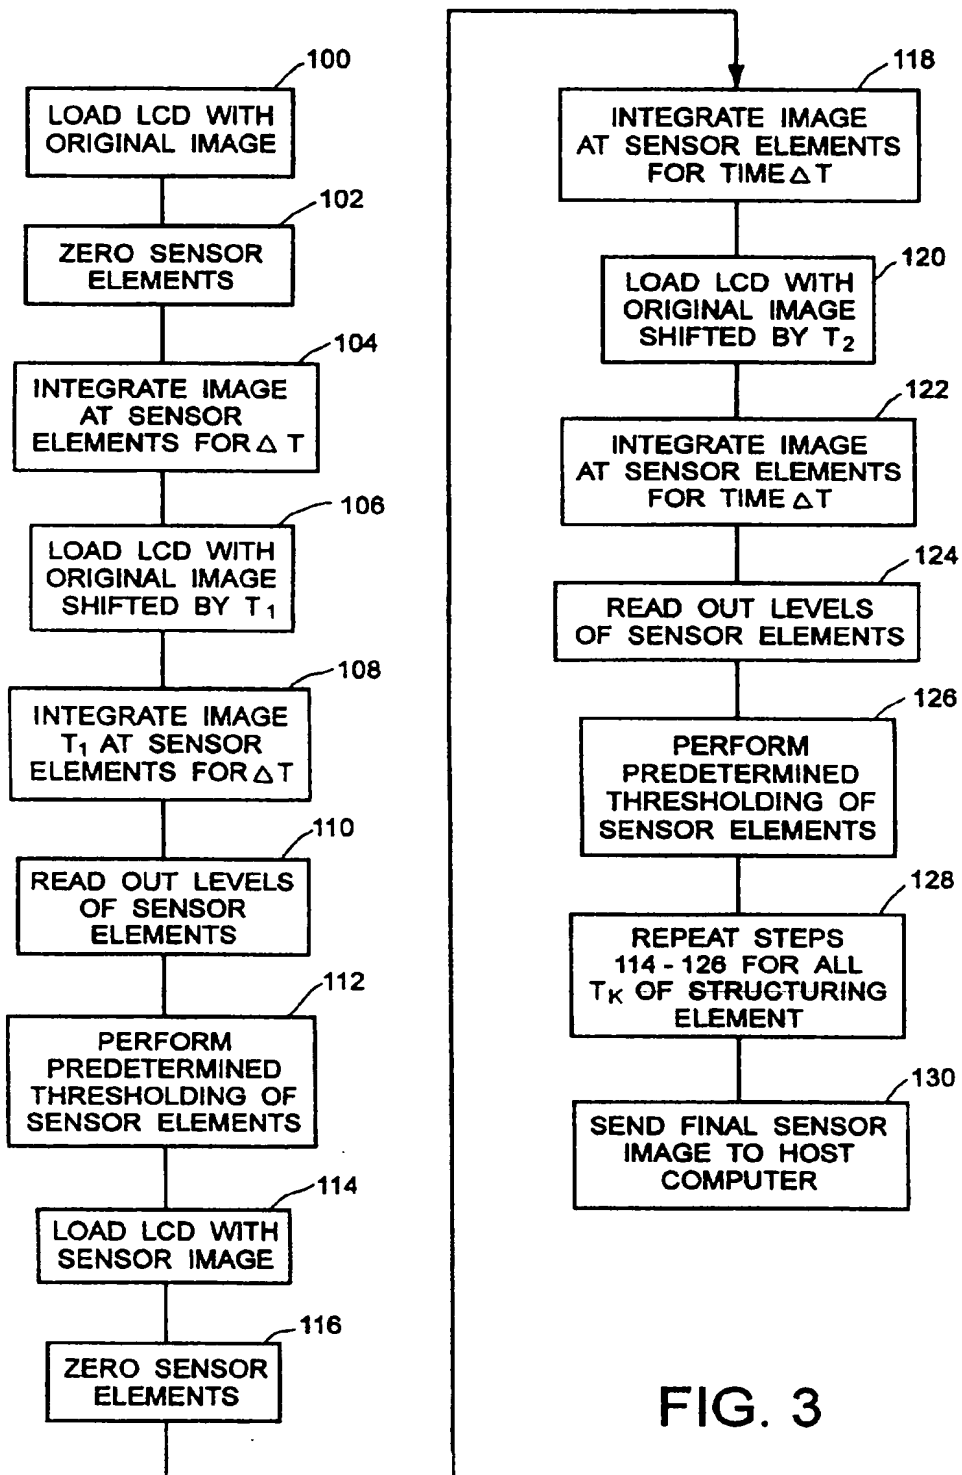 100
LOAD LCD WITH
ORIGINAL IMAGE
102
ZERO SENSOR
ELEMENTS
104
INTEGRATE IMAGE
AT SENSOR
ELEMENTS FOR △ T
106
LOAD LCD WITH
ORIGINAL IMAGE
SHIFTED BY T1
108
INTEGRATE IMAGE
T1 AT SENSOR
ELEMENTS FOR △T
110
READ OUT LEVELS
OF SENSOR
ELEMENTS
112
PERFORM
PREDETERMINED
THRESHOLDING OF
SENSOR ELEMENTS
114
LOAD LCD WITH
SENSOR IMAGE
116
ZERO SENSOR
ELEMENTS
118
INTEGRATE IMAGE
AT SENSOR ELEMENTS
FOR TIME △ T
120
LOAD LCD WITH
ORIGINAL IMAGE
SHIFTED BY T2
122
INTEGRATE IMAGE
AT SENSOR ELEMENTS
FOR TIME △T
124
READ OUT LEVELS
OF SENSOR ELEMENTS
126
PERFORM
PREDETERMINED
THRESHOLDING OF
SENSOR ELEMENTS
128
REPEAT STEPS
114 - 126 FOR ALL
TK OF STRUCTURING
ELEMENT
130
SEND FINAL SENSOR
IMAGE TO HOST
COMPUTER
FIG. 3